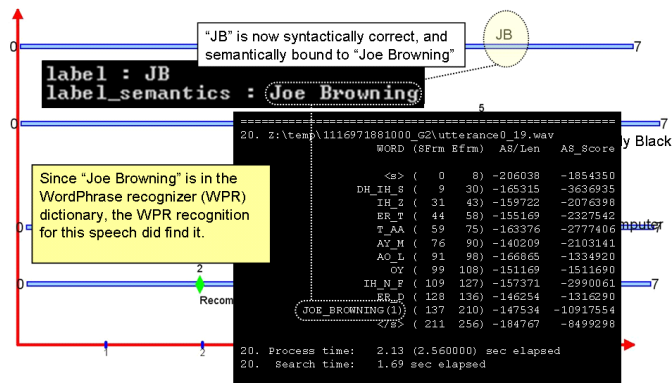 0
"JB" is now syntactically correct, and
semantically bound to "Joe Browning"
JB
7
label : JB
label_semantics : Joe Browning
5
0
7
ly Black
====================================================
20. Z:\temp\1116971881000_G2\utterance0_19.wav
WORD (SFrm Efrm) AS/Len AS_Score
<s> ( 0 8) -206038 -1854350
DH_IH_S ( 9 30) -165315 -3636935
IH_Z ( 31 43) -159722 -2076398
ER_T ( 44 58) -155169 -2327542
T_AA ( 59 75) -163376 -2777406
AY_M ( 76 90) -140209 -2103141
AO_L ( 91 98) -166865 -1334920
OY ( 99 108) -151169 -1511690
IH_N_F ( 109 127) -157371 -2990061
ER_D ( 128 136) -146254 -1316290
JOE_BROWNING(1) ( 137 210) -147534 -10917554
</s> ( 211 256) -184767 -8499298
20. Process time: 2.13 (2.560000) sec elapsed
20. Search time: 1.69 sec elapsed
Since "Joe Browning" is in the
WordPhrase recognizer (WPR)
dictionary, the WPR recognition
for this speech did find it.
0
mputer
7
0
2
Recom
7
1
2